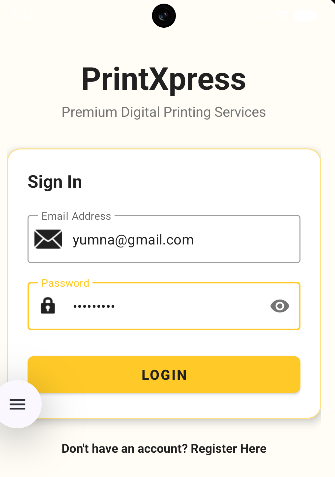 PrintXpress
Premium Digital Printing Services
Sign In
Email Address
yumna@gmail.com
Password
•••••••••
LOGIN
Don't have an account? Register Here